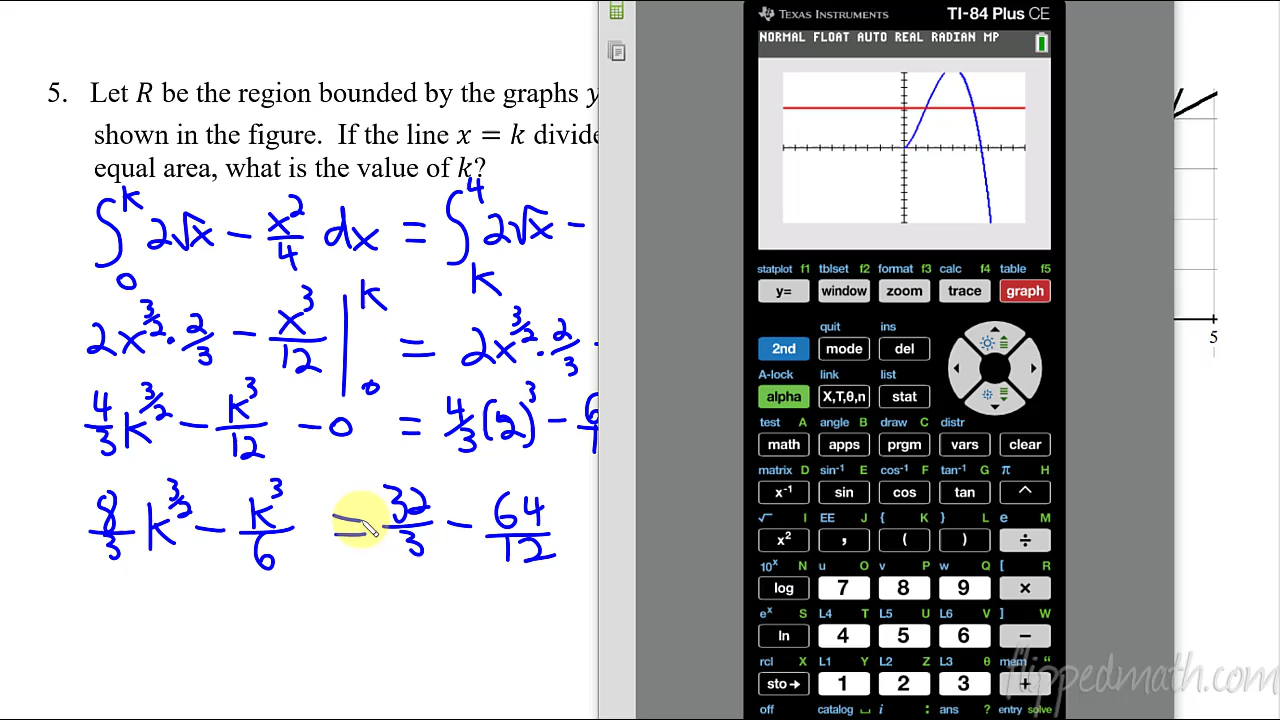 5. Let R be the region bounded by the graphs y
shown in the figure. If the line x = k divide
equal area, what is the value of k?
∫₀ᵏ 2√x − x²/4 dx = ∫ₖ⁴ 2√x −
2x^(3/2) · 2/3 − x³/12 |₀ᵏ = 2x^(3/2) · 2/3
4/3 k^(3/2) − k³/12 − 0 = 4/3 (2)³ − 6
8/3 k^(3/2) − k³/6 = 32/3 − 64/12
5
TEXAS INSTRUMENTS TI-84 Plus CE
NORMAL FLOAT AUTO REAL RADIAN MP
statplot f1 tblset f2 format f3 calc f4 table f5
y= window zoom trace graph
quit ins
2nd mode del
A-lock link list
alpha X,T,θ,n stat
test A angle B draw C distr
math apps prgm vars clear
matrix D sin⁻¹ E cos⁻¹ F tan⁻¹ G π H
x⁻¹ sin cos tan ^
√ I EE J { K } L e M
x² , ( ) ÷
10ˣ N u O v P w Q [ R
log 7 8 9 ×
eˣ S L4 T L5 U L6 V ] W
ln 4 5 6 −
rcl X L1 Y L2 Z L3 θ mem "
sto→ 1 2 3 +
off catalog i : ans ? entry solve
flippedmath.com